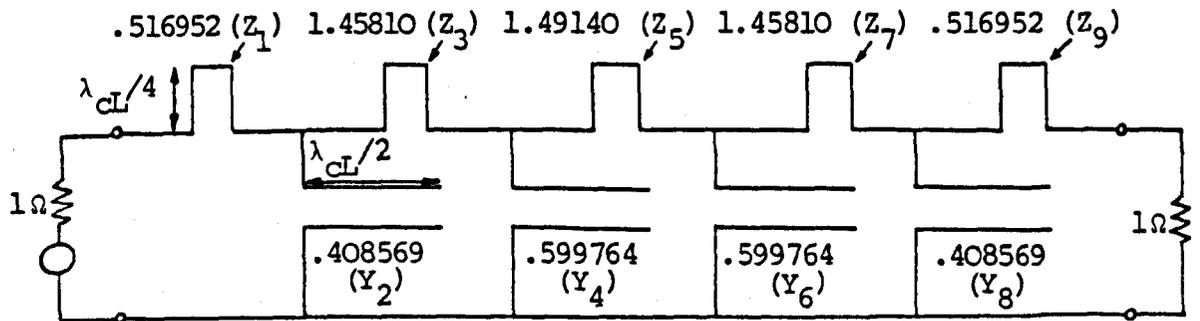 .516952 (Z₁) 1.45810 (Z₃) 1.49140 (Z₅) 1.45810 (Z₇) .516952 (Z₉)
λcL/4
λcL/2
1Ω
1Ω
.408569 .599764 .599764 .408569
(Y₂) (Y₄) (Y₆) (Y₈)